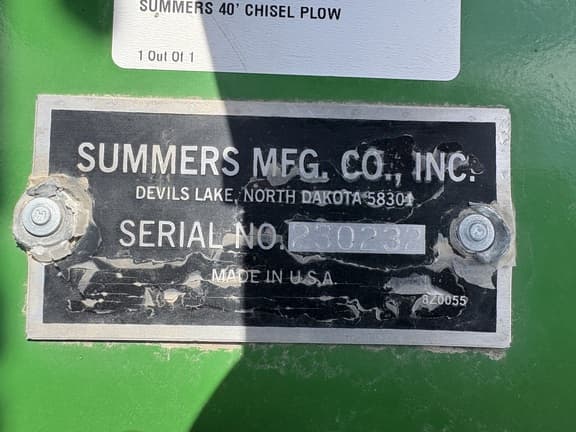 SUMMERS 40' CHISEL PLOW
1 Out Of 1
SUMMERS MFG. CO., INC.
DEVILS LAKE, NORTH DAKOTA 58301
SERIAL NO.
MADE IN U.S.A.
8Z0055